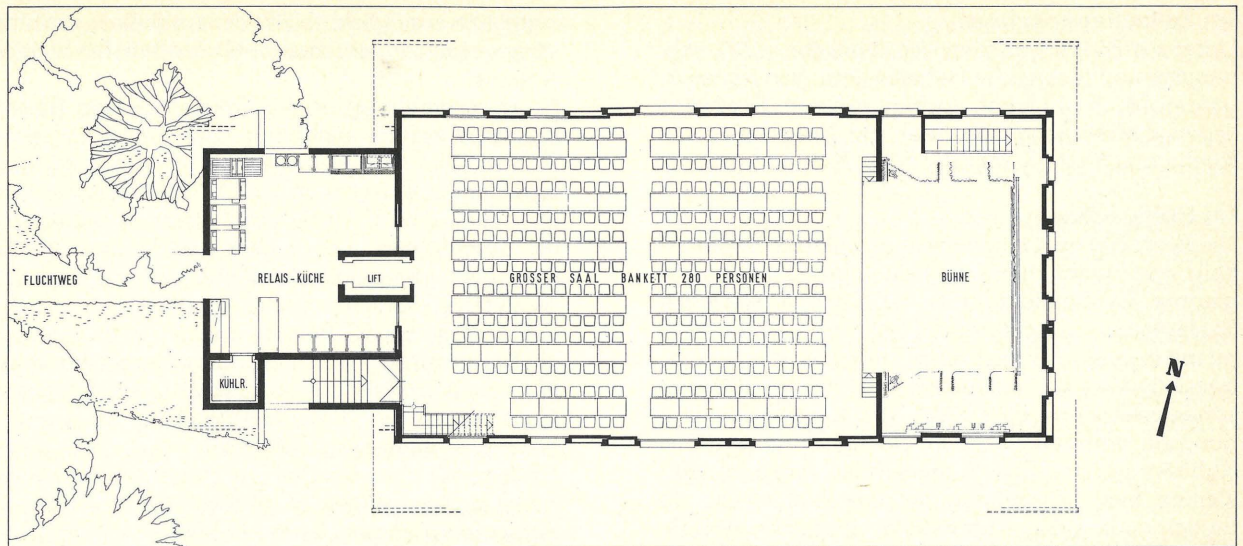 FLUCHTWEG
RELAIS-KÜCHE
LIFT
GROSSER SAAL BANKETT 280 PERSONEN
BÜHNE
KÜHLR.
N